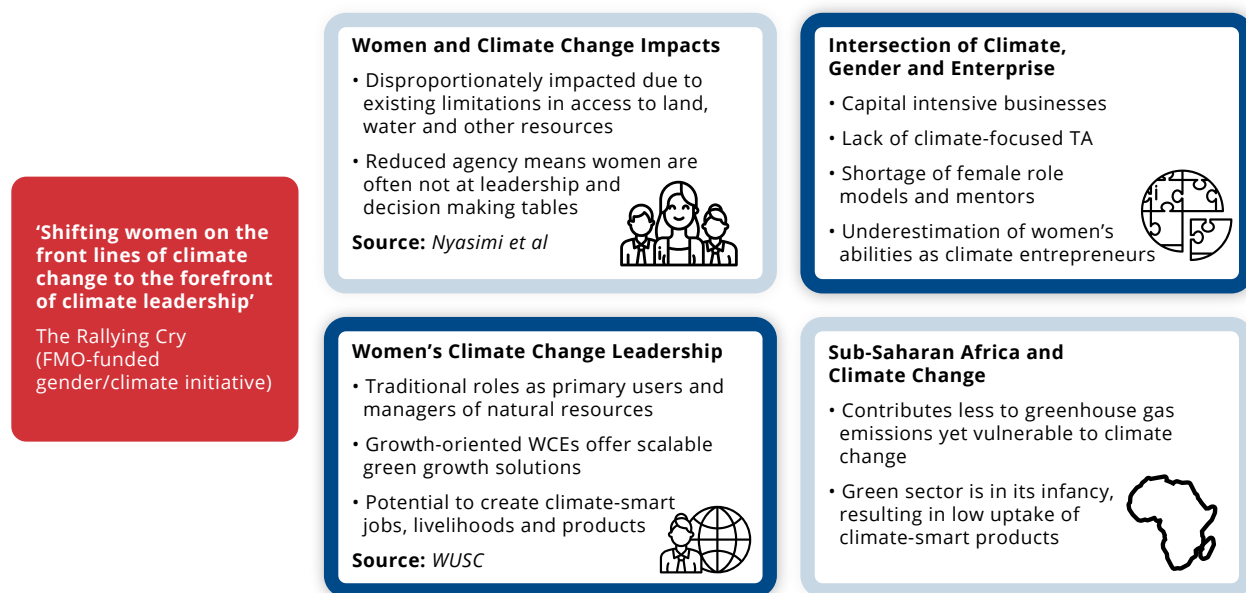 ‘Shifting women on the
front lines of climate
change to the forefront
of climate leadership’
The Rallying Cry
(FMO-funded
gender/climate initiative)
Women and Climate Change Impacts
• Disproportionately impacted due to
existing limitations in access to land,
water and other resources
• Reduced agency means women are
often not at leadership and
decision making tables
Source: Nyasimi et al
Intersection of Climate,
Gender and Enterprise
• Capital intensive businesses
• Lack of climate-focused TA
• Shortage of female role
models and mentors
• Underestimation of women’s
abilities as climate entrepreneurs
Women’s Climate Change Leadership
• Traditional roles as primary users and
managers of natural resources
• Growth-oriented WCEs offer scalable
green growth solutions
• Potential to create climate-smart
jobs, livelihoods and products
Source: WUSC
Sub-Saharan Africa and
Climate Change
• Contributes less to greenhouse gas
emissions yet vulnerable to climate
change
• Green sector is in its infancy,
resulting in low uptake of
climate-smart products